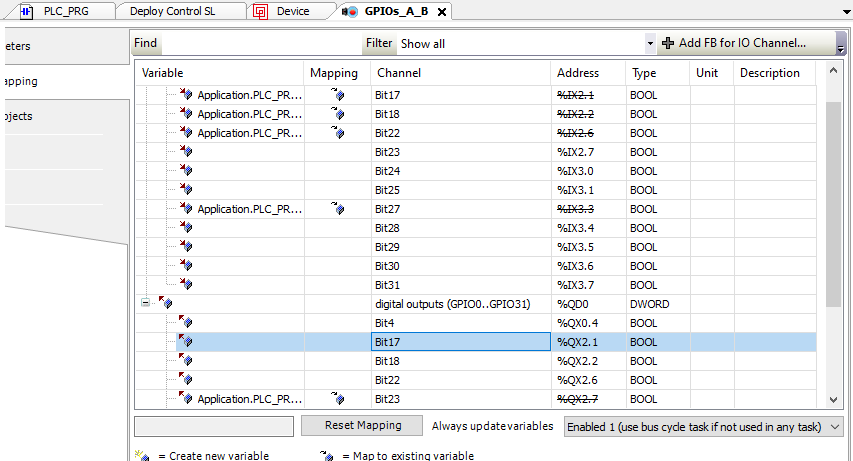 PLC_PRG Deploy Control SL Device GPIOs_A_B
eters
apping
jects
Find Filter Show all Add FB for IO Channel...
Variable Mapping Channel Address Type Unit Description
Application.PLC_PR... Bit17 %IX2.1 BOOL
Application.PLC_PR... Bit18 %IX2.2 BOOL
Application.PLC_PR... Bit22 %IX2.6 BOOL
Bit23 %IX2.7 BOOL
Bit24 %IX3.0 BOOL
Bit25 %IX3.1 BOOL
Application.PLC_PR... Bit27 %IX3.3 BOOL
Bit28 %IX3.4 BOOL
Bit29 %IX3.5 BOOL
Bit30 %IX3.6 BOOL
Bit31 %IX3.7 BOOL
digital outputs (GPIO0..GPIO31) %QD0 DWORD
Bit4 %QX0.4 BOOL
Bit17 %QX2.1 BOOL
Bit18 %QX2.2 BOOL
Bit22 %QX2.6 BOOL
Application.PLC_PR... Bit23 %QX2.7 BOOL
Reset Mapping Always update variables Enabled 1 (use bus cycle task if not used in any task)
= Create new variable = Map to existing variable